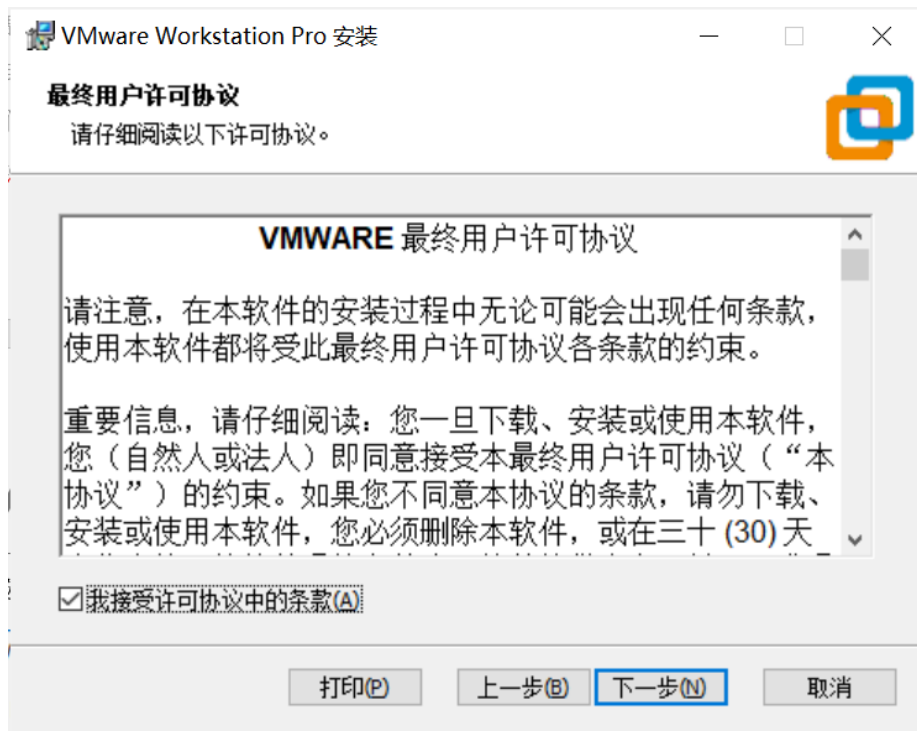 VMware Workstation Pro 安装
最终用户许可协议
请仔细阅读以下许可协议。
VMWARE 最终用户许可协议
请注意，在本软件的安装过程中无论可能会出现任何条款，
使用本软件都将受此最终用户许可协议各条款的约束。
重要信息，请仔细阅读：您一旦下载、安装或使用本软件，
您（自然人或法人）即同意接受本最终用户许可协议（“本
协议”）的约束。如果您不同意本协议的条款，请勿下载、
安装或使用本软件，您必须删除本软件，或在三十 (30) 天
我接受许可协议中的条款(A)
打印(P) 上一步(B) 下一步(N) 取消